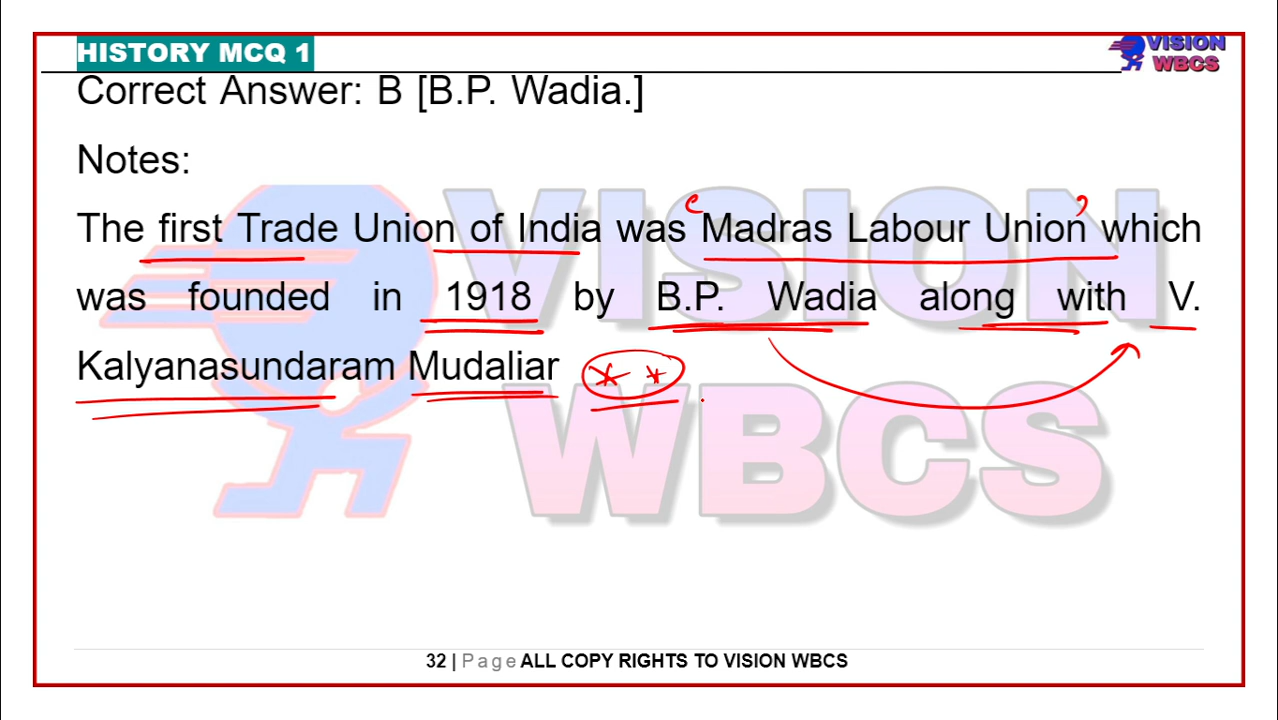 HISTORY MCQ 1
VISION
WBCS
Correct Answer: B [B.P. Wadia.]
Notes:
The first Trade Union of India was ‘Madras Labour Union’ which
was founded in 1918 by B.P. Wadia along with V.
Kalyanasundaram Mudaliar
VISION
WBCS
32 | Page ALL COPY RIGHTS TO VISION WBCS